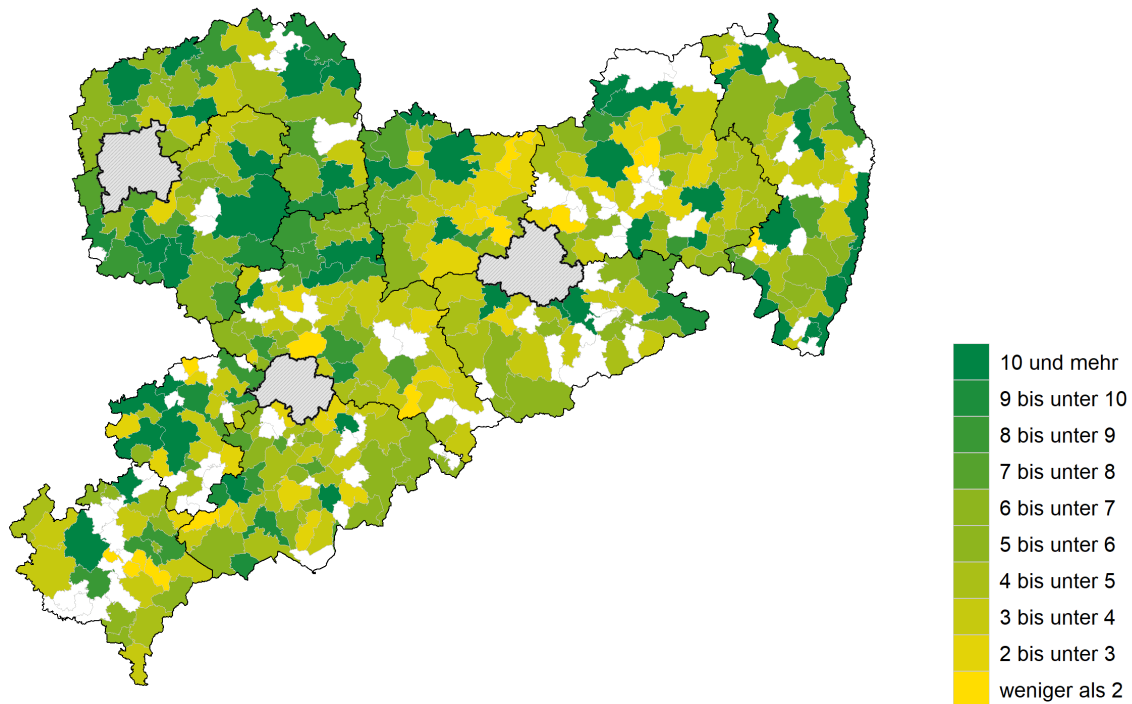 10 und mehr
9 bis unter 10
8 bis unter 9
7 bis unter 8
6 bis unter 7
5 bis unter 6
4 bis unter 5
3 bis unter 4
2 bis unter 3
weniger als 2